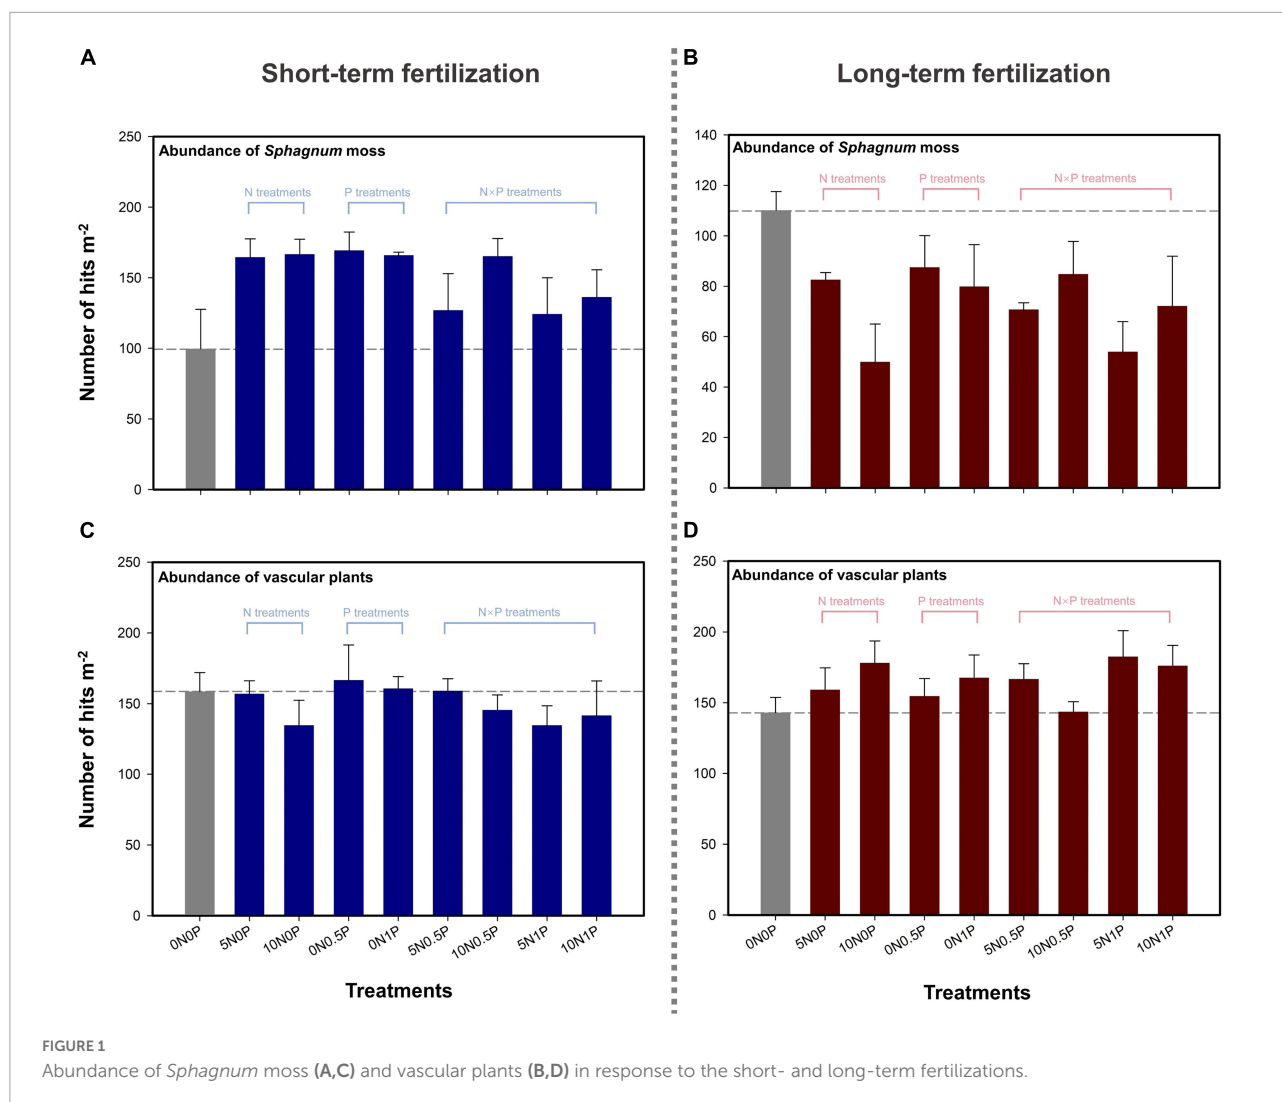 A
Short-term fertilization
B
Long-term fertilization
250
200
150
100
50
0
Number of hits m-2
Abundance of Sphagnum moss
N treatments
P treatments
N×P treatments
140
120
100
80
60
40
20
0
Abundance of Sphagnum moss
N treatments
P treatments
N×P treatments
C
250
200
150
100
50
0
Number of hits m-2
Abundance of vascular plants
N treatments
P treatments
N×P treatments
0N0P
5N0P
10N0P
0N0.5P
0N1P
5N0.5P
10N0.5P
5N1P
10N1P
Treatments
D
250
200
150
100
50
0
Abundance of vascular plants
N treatments
P treatments
N×P treatments
0N0P
5N0P
10N0P
0N0.5P
0N1P
5N0.5P
10N0.5P
5N1P
10N1P
Treatments
FIGURE 1
Abundance of Sphagnum moss (A,C) and vascular plants (B,D) in response to the short- and long-term fertilizations.